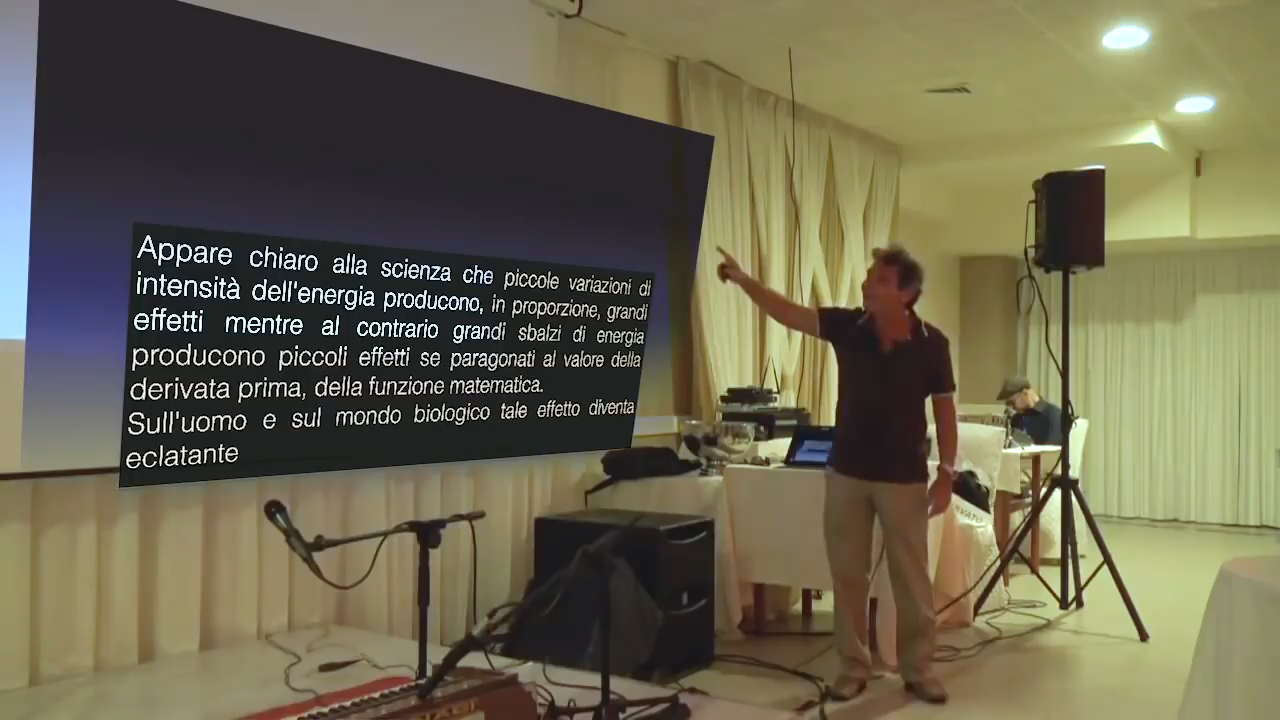 Appare chiaro alla scienza che piccole variazioni di
intensità dell'energia producono, in proporzione, grandi
effetti mentre al contrario grandi sbalzi di energia
producono piccoli effetti se paragonati al valore della
derivata prima, della funzione matematica.
Sull'uomo e sul mondo biologico tale effetto diventa
eclatante